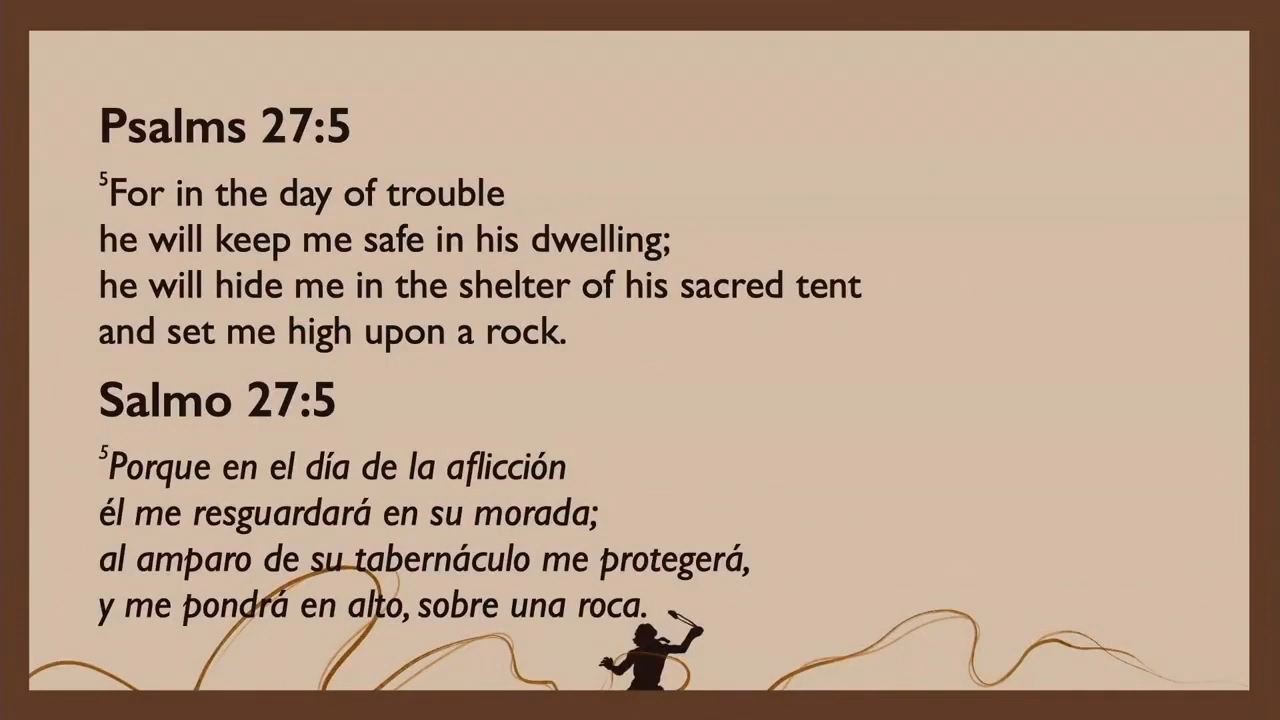 Psalms 27:5
⁵For in the day of trouble
he will keep me safe in his dwelling;
he will hide me in the shelter of his sacred tent
and set me high upon a rock.
Salmo 27:5
⁵Porque en el día de la aflicción
él me resguardará en su morada;
al amparo de su tabernáculo me protegerá,
y me pondrá en alto, sobre una roca.